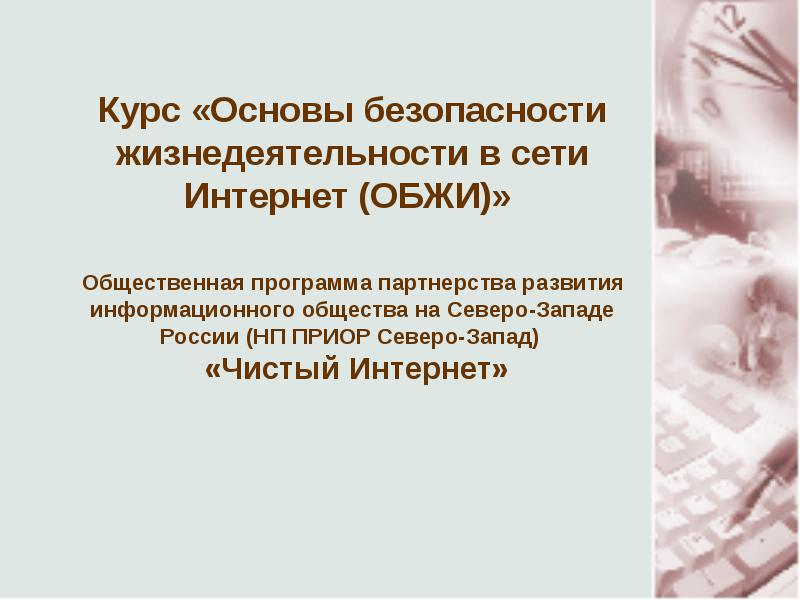 Курс «Основы безопасности
жизнедеятельности в сети
Интернет (ОБЖИ)»
Общественная программа партнерства развития
информационного общества на Северо-Западе
России (НП ПРИОР Северо-Запад)
«Чистый Интернет»
12